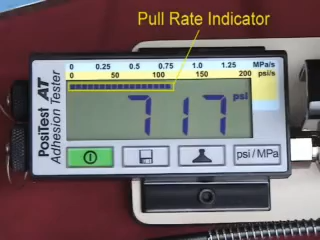 Pull Rate Indicator
0 0.25 0.5 0.75 1.0 1.25 MPa/s
0 50 100 150 200 psi/s
717 psi
PosiTest AT
Adhesion Tester
psi/MPa